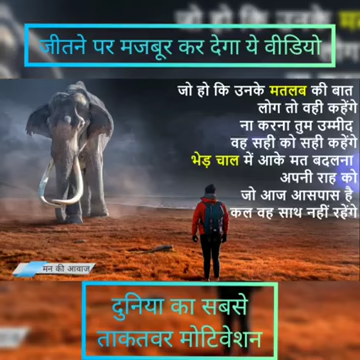 जीतने पर मजबूर कर देगा ये वीडियो
जो हो कि उनके मतलब की बात
लोग तो वही कहेंगे
ना करना तुम उम्मीद
वह सही को सही कहेंगे
भेड़ चाल में आके मत बदलना
अपनी राह को
जो आज आसपास है
कल वह साथ नहीं रहेंगे
मन की आवाज
दुनिया का सबसे
ताकतवर मोटिवेशन